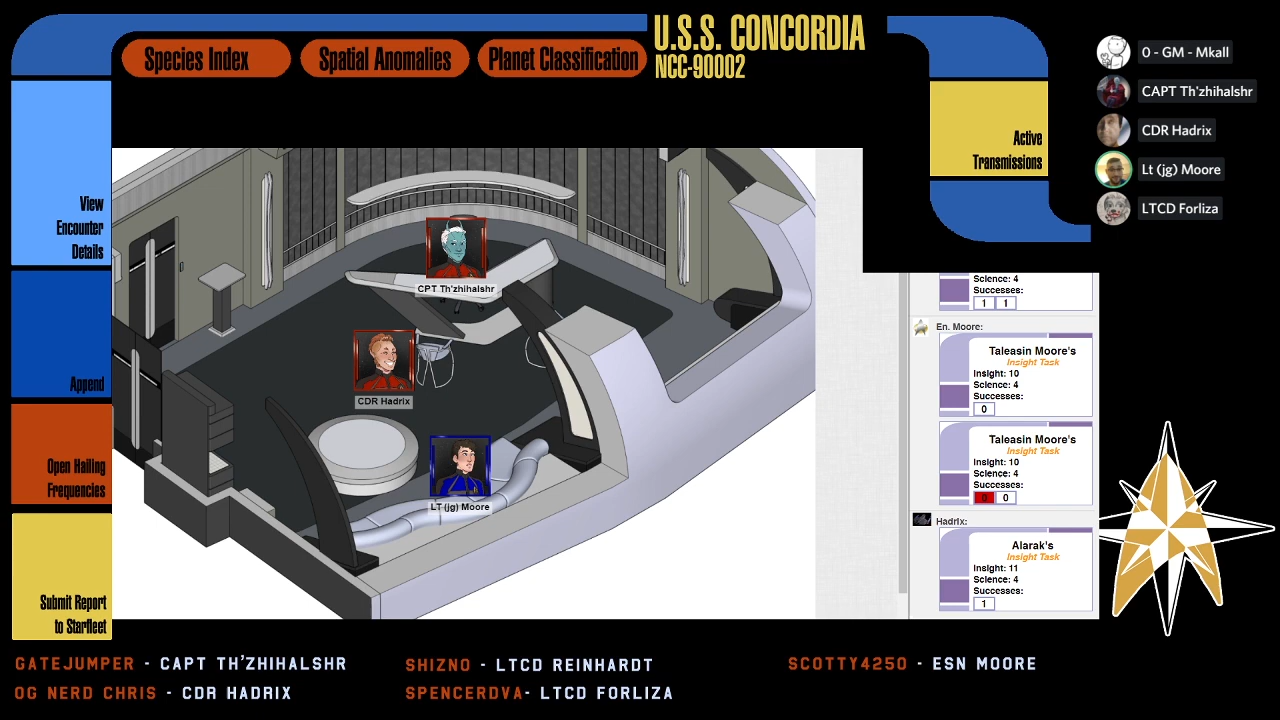 Species Index
Spatial Anomalies
Planet Classification
U.S.S. CONCORDIA
NCC-90002
View
Encounter
Details
Append
Open Hailing
Frequencies
Submit Report
to Starfleet
Active
Transmissions
0 - GM - Mkall
CAPT Th'zhihalshr
CDR Hadrix
Lt (jg) Moore
LTCD Forliza
CPT Th'zhihalshr
CDR Hadrix
LT (jg) Moore
Science: 4
Successes:
1 1
En. Moore:
Taleasin Moore's
Insight Task
Insight: 10
Science: 4
Successes:
0
Taleasin Moore's
Insight Task
Insight: 10
Science: 4
Successes:
0 0
Hadrix:
Alarak's
Insight Task
Insight: 11
Science: 4
Successes:
1
GATEJUMPER - CAPT TH'ZHIHALSHR
SHIZNO - LTCD REINHARDT
SCOTTY4250 - ESN MOORE
OG NERD CHRIS - CDR HADRIX
SPENCERDVA- LTCD FORLIZA